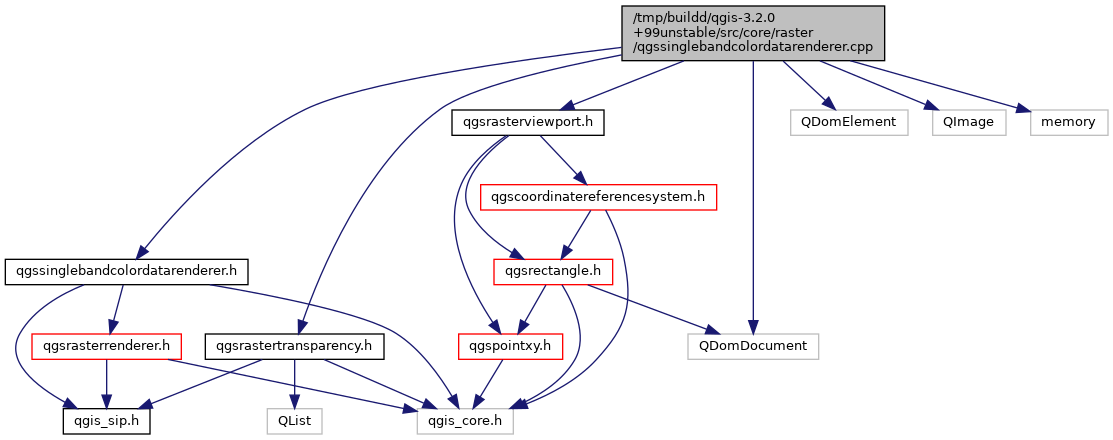 /tmp/buildd/qgis-3.2.0
+99unstable/src/core/raster
/qgssinglebandcolordatarenderer.cpp
qgsrasterviewport.h
QDomElement
QImage
memory
qgscoordinatereferencesystem.h
qgssinglebandcolordatarenderer.h
qgsrectangle.h
qgsrasterrenderer.h
qgsrastertransparency.h
qgspointxy.h
QDomDocument
qgis_sip.h
QList
qgis_core.h